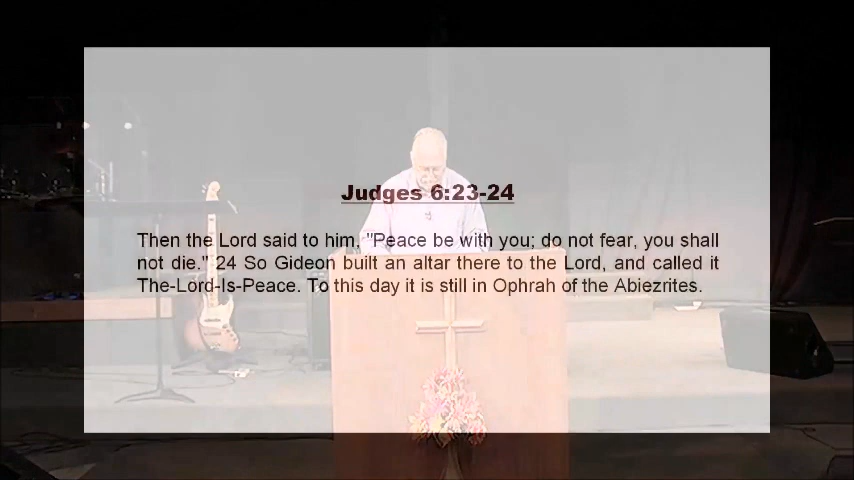 Judges 6:23-24
Then the Lord said to him, "Peace be with you; do not fear, you shall
not die." 24 So Gideon built an altar there to the Lord, and called it
The-Lord-Is-Peace. To this day it is still in Ophrah of the Abiezrites.